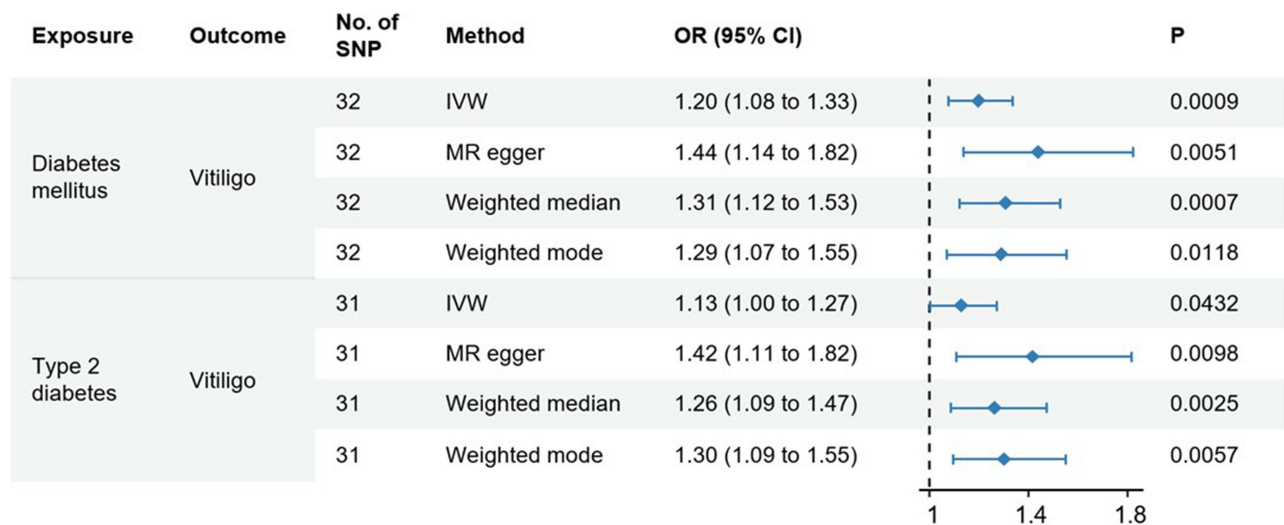 Exposure Outcome No. of SNP Method OR (95% CI) P
Diabetes mellitus Vitiligo
32 IVW 1.20 (1.08 to 1.33) 0.0009
32 MR egger 1.44 (1.14 to 1.82) 0.0051
32 Weighted median 1.31 (1.12 to 1.53) 0.0007
32 Weighted mode 1.29 (1.07 to 1.55) 0.0118
Type 2 diabetes Vitiligo
31 IVW 1.13 (1.00 to 1.27) 0.0432
31 MR egger 1.42 (1.11 to 1.82) 0.0098
31 Weighted median 1.26 (1.09 to 1.47) 0.0025
31 Weighted mode 1.30 (1.09 to 1.55) 0.0057
1 1.4 1.8